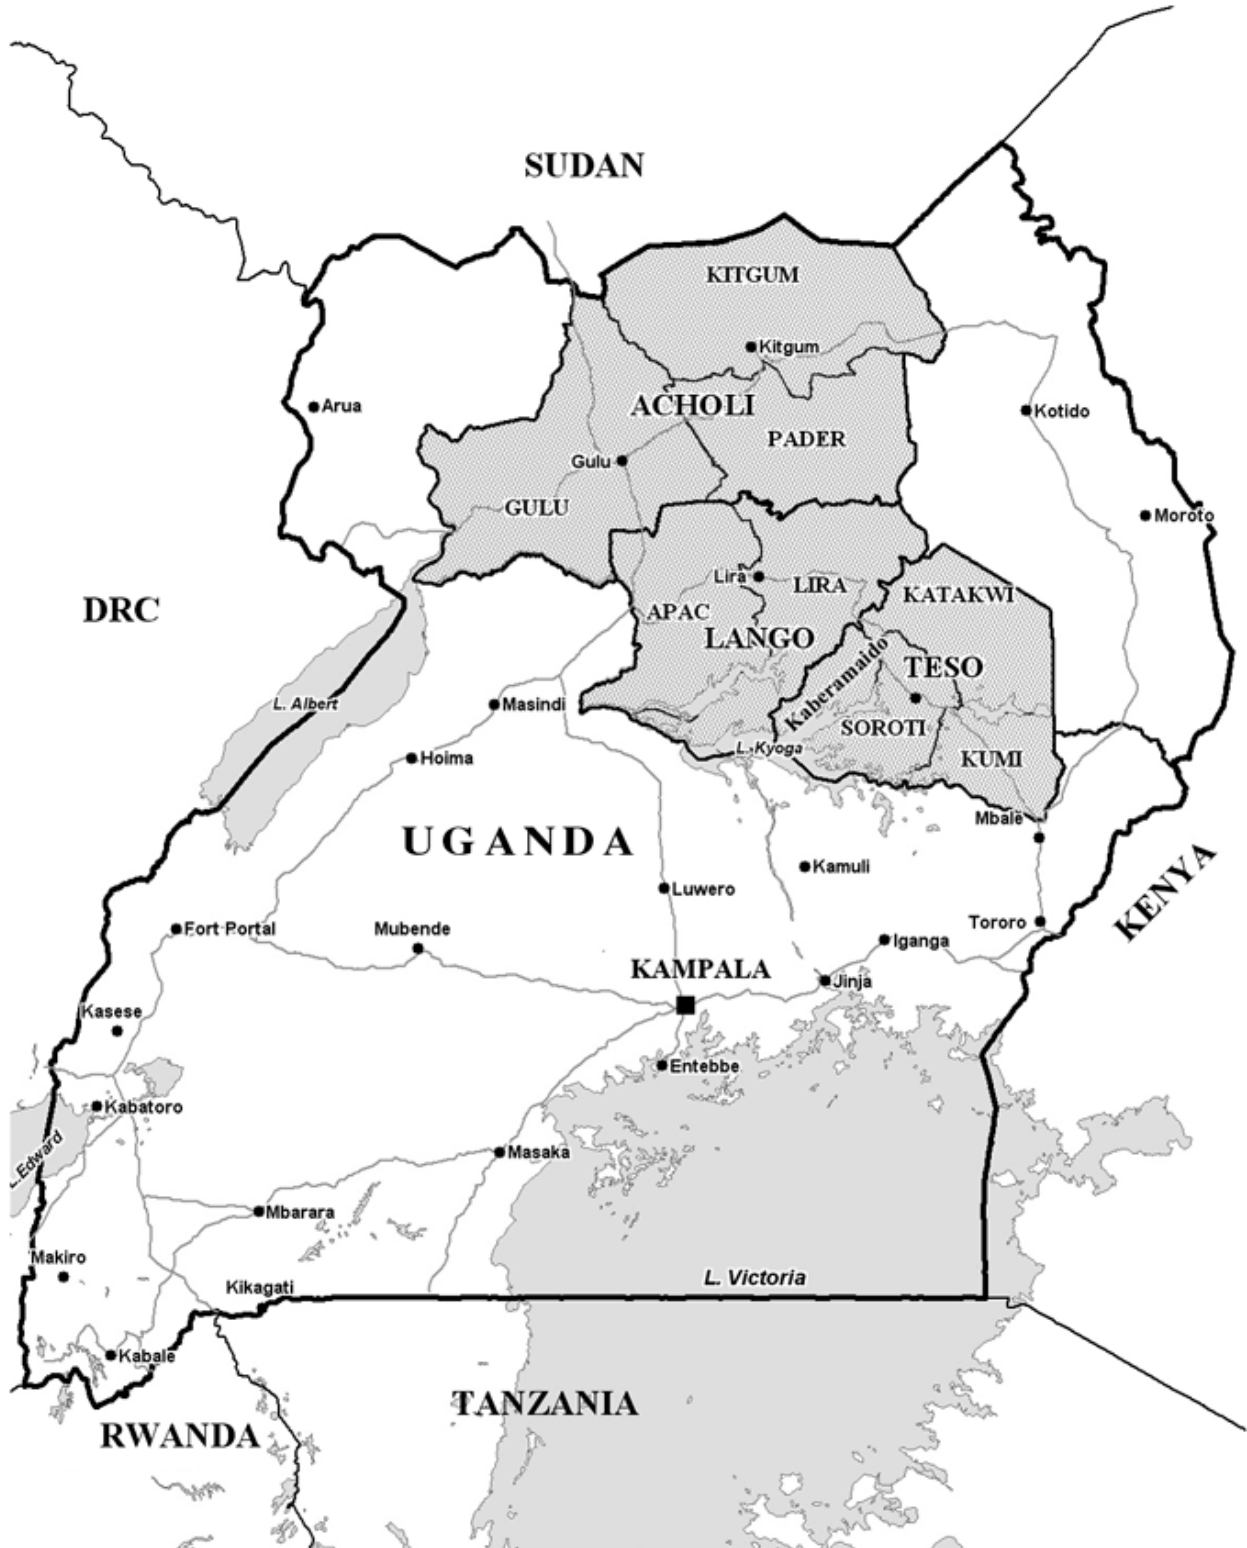 SUDAN
KITGUM
Kitgum
Arua
ACHOLI
Kotido
PADER
Gulu
GULU
Moroto
Lira
LIRA
KATAKWI
DRC
APAC
LANGO
Kaberamaido
TESO
L. Albert
Masindi
SOROTI
L. Kyoga
Hoima
KUMI
Mbale
UGANDA
Kamuli
KENYA
Luwero
Fort Portal
Mubende
Tororo
Iganga
KAMPALA
Jinja
Kasese
Entebbe
Kabatoro
L. Edward
Masaka
Mbarara
Makiro
Kikagati
L. Victoria
Kabale
TANZANIA
RWANDA